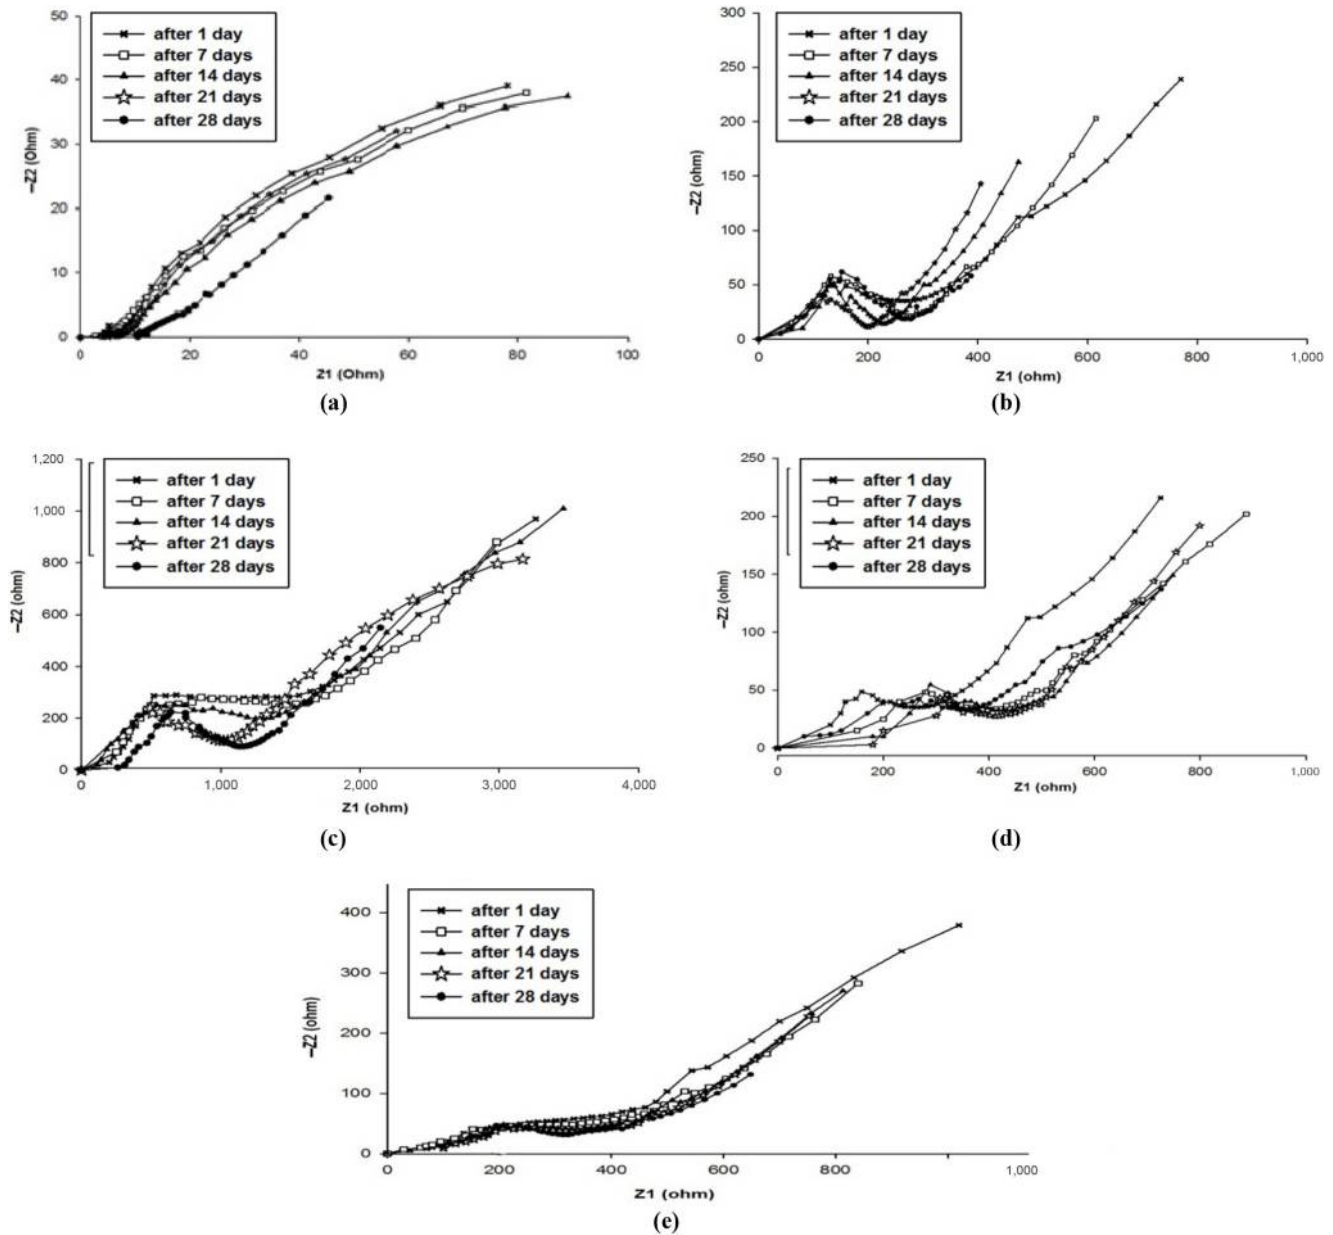 50
40
30
20
10
0
–Z2 (Ohm)
after 1 day
after 7 days
after 14 days
after 21 days
after 28 days
20
40
60
80
100
Z1 (Ohm)
(a)
300
250
200
150
100
50
0
–Z2 (ohm)
after 1 day
after 7 days
after 14 days
after 21 days
after 28 days
0
200
400
600
800
1,000
Z1 (ohm)
(b)
1,200
1,000
800
600
400
200
0
–Z2 (ohm)
after 1 day
after 7 days
after 14 days
after 21 days
after 28 days
0
1,000
2,000
3,000
4,000
Z1 (ohm)
(c)
250
200
150
100
50
0
–Z2 (ohm)
after 1 day
after 7 days
after 14 days
after 21 days
after 28 days
0
200
400
600
800
1,000
Z1 (ohm)
(d)
400
300
200
100
0
–Z2 (ohm)
after 1 day
after 7 days
after 14 days
after 21 days
after 28 days
0
200
400
600
800
1,000
Z1 (ohm)
(e)